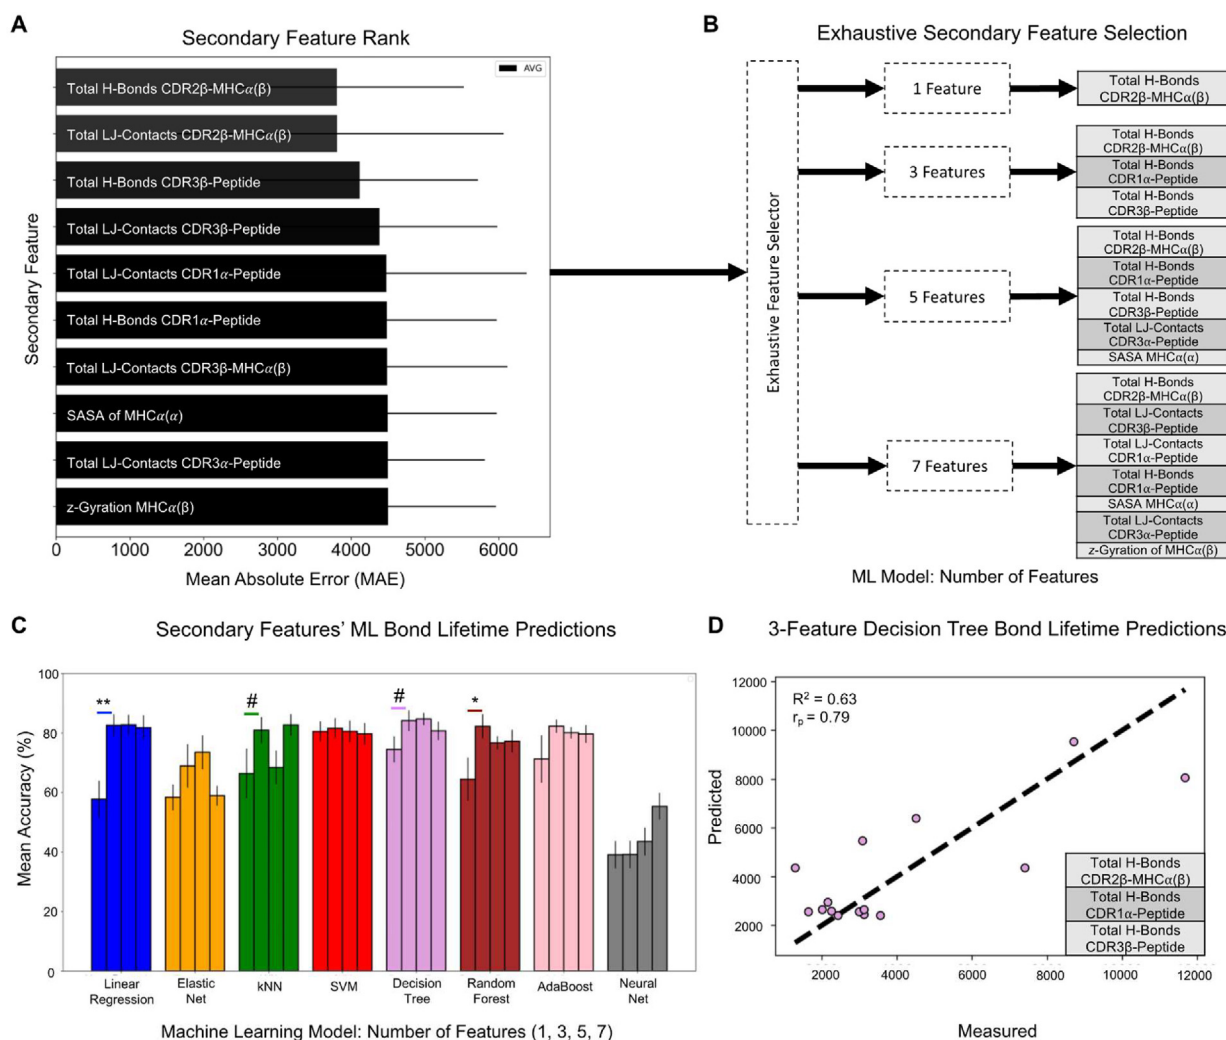 A
Secondary Feature Rank
AVG
Total H-Bonds CDR2β-MHCα(β)
Total LJ-Contacts CDR2β-MHCα(β)
Total H-Bonds CDR3β-Peptide
Total LJ-Contacts CDR3β-Peptide
Total LJ-Contacts CDR1α-Peptide
Total H-Bonds CDR1α-Peptide
Total LJ-Contacts CDR3β-MHCα(β)
SASA of MHCα(α)
Total LJ-Contacts CDR3α-Peptide
z-Gyration MHCα(β)
Secondary Feature
0 1000 2000 3000 4000 5000 6000
Mean Absolute Error (MAE)
B
Exhaustive Secondary Feature Selection
Exhaustive Feature Selector
1 Feature
Total H-Bonds
CDR2β-MHCα(β)
3 Features
Total H-Bonds
CDR2β-MHCα(β)
Total H-Bonds
CDR1α-Peptide
Total H-Bonds
CDR3β-Peptide
5 Features
Total H-Bonds
CDR2β-MHCα(β)
Total H-Bonds
CDR1α-Peptide
Total H-Bonds
CDR3β-Peptide
Total LJ-Contacts
CDR3α-Peptide
SASA MHCα(α)
7 Features
Total H-Bonds
CDR2β-MHCα(β)
Total LJ-Contacts
CDR3β-Peptide
Total LJ-Contacts
CDR1α-Peptide
Total H-Bonds
CDR1α-Peptide
SASA MHCα(α)
Total LJ-Contacts
CDR3α-Peptide
z-Gyration of MHCα(β)
ML Model: Number of Features
C
Secondary Features' ML Bond Lifetime Predictions
Mean Accuracy (%)
100
80
60
40
20
0
**
#
#
*
Linear
Regression
Elastic
Net
kNN
SVM
Decision
Tree
Random
Forest
AdaBoost
Neural
Net
Machine Learning Model: Number of Features (1, 3, 5, 7)
D
3-Feature Decision Tree Bond Lifetime Predictions
R² = 0.63
rₚ = 0.79
Predicted
12000
10000
8000
6000
4000
2000
Total H-Bonds
CDR2β-MHCα(β)
Total H-Bonds
CDR1α-Peptide
Total H-Bonds
CDR3β-Peptide
2000 4000 6000 8000 10000 12000
Measured